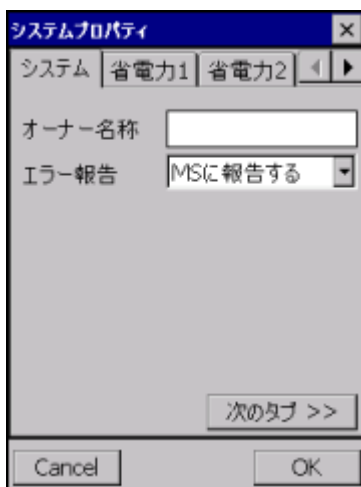 システムプロパティ
システム 省電力1 省電力2
オーナー名称
エラー報告 MSに報告する
次のタブ >>
Cancel OK